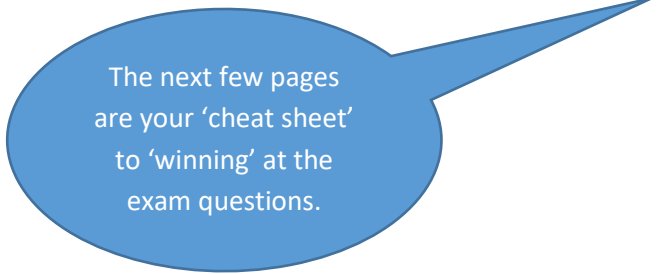 The next few pages
are your ‘cheat sheet’
to ‘winning’ at the
exam questions.